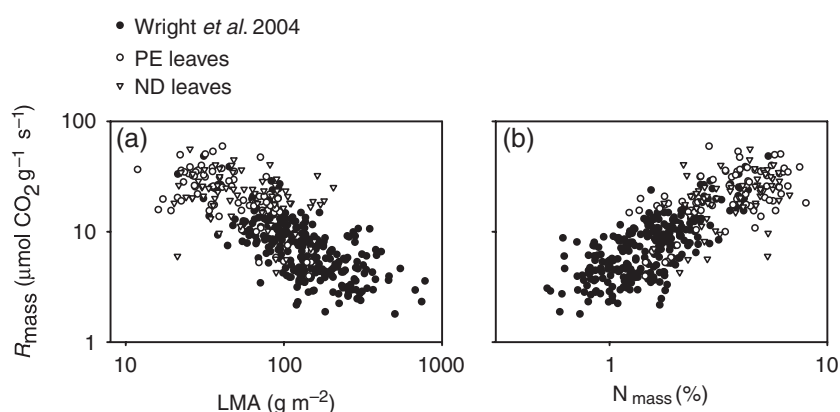 Wright et al. 2004
PE leaves
ND leaves
Rmass (μmol CO2 g–1 s–1)
100
10
1
(a)
(b)
10
100
1000
1
10
LMA (g m–2)
N mass (%)